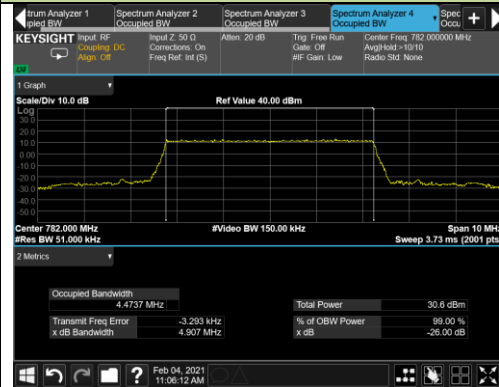 trum Analyzer 1
pied BW
Spectrum Analyzer 2
Occupied BW
Spectrum Analyzer 3
Occupied BW
Spectrum Analyzer 4
Occupied BW
Spec
Occu
KEYSIGHT
Input: RF
Coupling: DC
Align: Off
Input Z: 50 Ω
Corrections: On
Freq Ref: Int (S)
Atten: 20 dB
Trig: Free Run
Gate: Off
#IF Gain: Low
Center Freq: 782.000000 MHz
Avg|Hold:>10/10
Radio Std: None
1 Graph
Scale/Div 10.0 dB
Ref Value 40.00 dBm
Log
30.0
20.0
10.0
0.00
-10.0
-20.0
-30.0
-40.0
-50.0
Center 782.000 MHz
#Video BW 150.00 kHz
Span 10 MHz
#Res BW 51.000 kHz
Sweep 3.73 ms (2001 pts
2 Metrics
Occupied Bandwidth
4.4737 MHz
Total Power
30.6 dBm
Transmit Freq Error
-3.293 kHz
% of OBW Power
99.00 %
x dB Bandwidth
4.907 MHz
x dB
-26.00 dB
?
Feb 04, 2021
11:06:12 AM